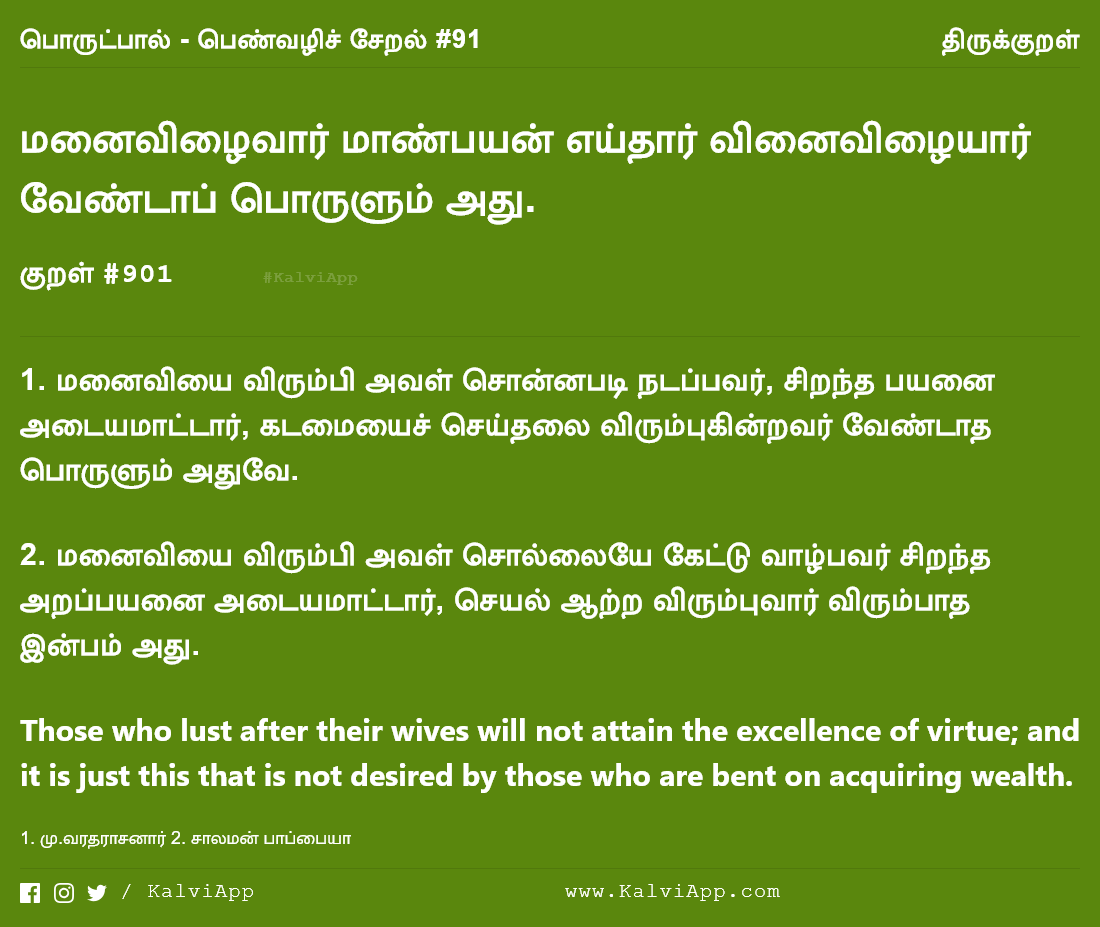 பொருட்பால் - பெண்வழிச் சேறல் #91
திருக்குறள்
மனைவிழைவார் மாண்பயன் எய்தார் வினைவிழையார்
வேண்டாப் பொருளும் அது.
குறள் #901
#KalviApp
1. மனைவியை விரும்பி அவள் சொன்னபடி நடப்பவர், சிறந்த பயனை
அடையமாட்டார், கடமையைச் செய்தலை விரும்புகின்றவர் வேண்டாத
பொருளும் அதுவே.
2. மனைவியை விரும்பி அவள் சொல்லையே கேட்டு வாழ்பவர் சிறந்த
அறப்பயனை அடையமாட்டார், செயல் ஆற்ற விரும்புவார் விரும்பாத
இன்பம் அது.
Those who lust after their wives will not attain the excellence of virtue; and
it is just this that is not desired by those who are bent on acquiring wealth.
1. மு.வரதராசனார் 2. சாலமன் பாப்பையா
/ KalviApp
www.KalviApp.com